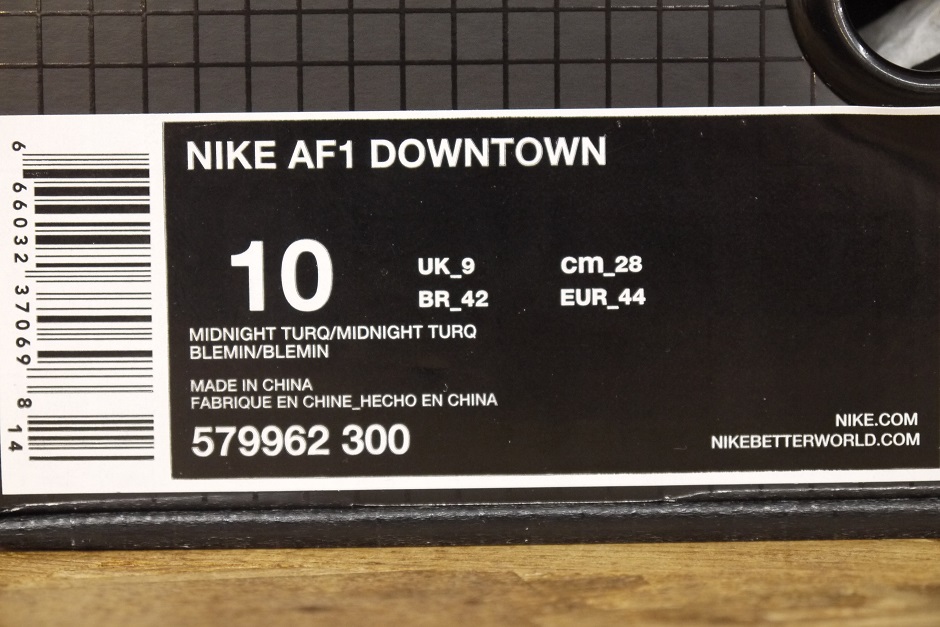 NIKE AF1 DOWNTOWN
10
UK_9 cm_28
BR_42 EUR_44
MIDNIGHT TURQ/MIDNIGHT TURQ
BLEMIN/BLEMIN
MADE IN CHINA
FABRIQUE EN CHINE_HECHO EN CHINA
579962 300
NIKE.COM
NIKEBETTERWORLD.COM
6 66032 37069 8 14